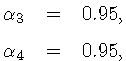 α₃ = 0.95,
α₄ = 0.95,